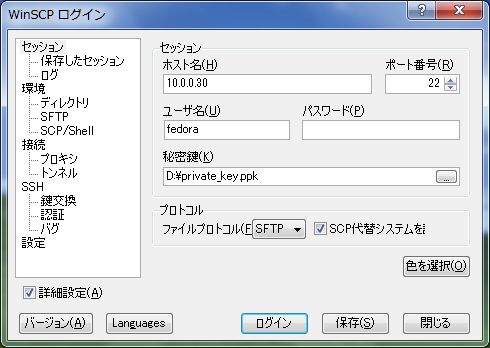 WinSCP ログイン
セッション
保存したセッション
ログ
環境
ディレクトリ
SFTP
SCP/Shell
接続
プロキシ
トンネル
SSH
鍵交換
認証
バグ
設定
セッション
ホスト名(H) ポート番号(R)
10.0.0.30 22
ユーザ名(U) パスワード(P)
fedora
秘密鍵(K)
D:¥private_key.ppk ...
プロトコル
ファイルプロトコル(F SFTP SCP代替システムを
色を選択(O)
詳細設定(A)
バージョン(A) Languages ログイン 保存(S) 閉じる